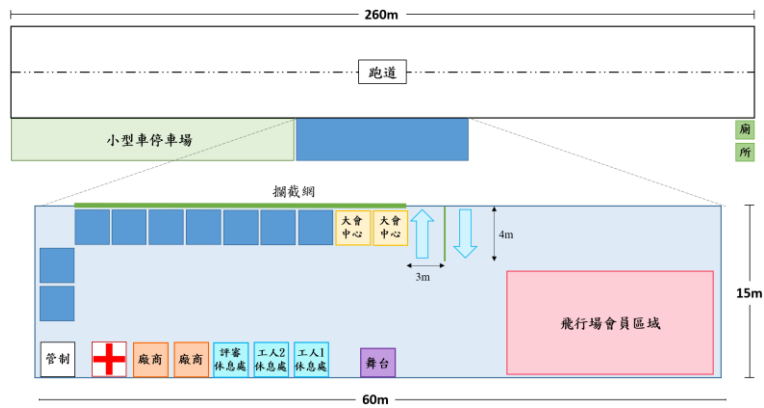 260m
跑道
小型車停車場
廁
所
攔截網
大會
中心
大會
中心
4m
3m
15m
飛行場會員區域
管制
廠商
廠商
評審
休息處
工人2
休息處
工人1
休息處
舞台
60m